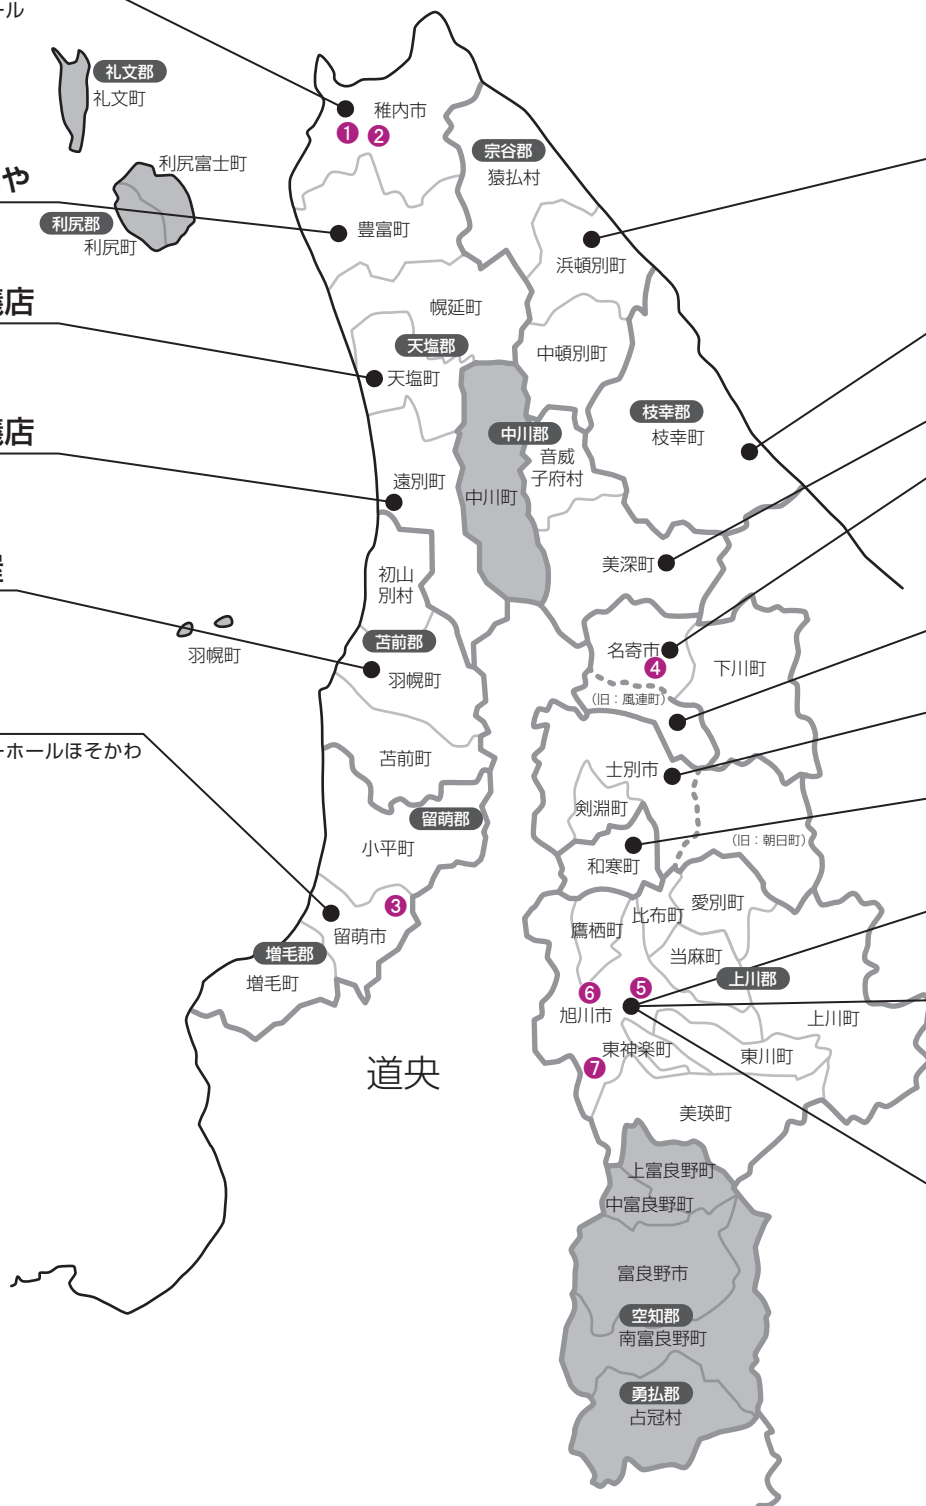 ール
礼文郡
礼文町
稚内市
1 2
宗谷郡
猿払村
利尻富士町
や
利尻郡
利尻町
豊富町
浜頓別町
幌延町
儀店
天塩郡
中頓別町
天塩町
枝幸郡
枝幸町
儀店
中川郡
音威
子府村
遠別町
中川町
初山
別村
美深町
苫前郡
羽幌町
羽幌町
名寄市
4
下川町
(旧:風連町)
ーホールほそかわ
苫前町
士別市
剣淵町
留萌郡
小平町
(旧:朝日町)
和寒町
3
留萌市
愛別町
比布町
鷹栖町
増毛郡
増毛町
当麻町
上川郡
6
5
旭川市
上川町
東神楽町
東川町
7
道央
美瑛町
上富良野町
中富良野町
富良野市
空知郡
南富良野町
勇払郡
占冠村